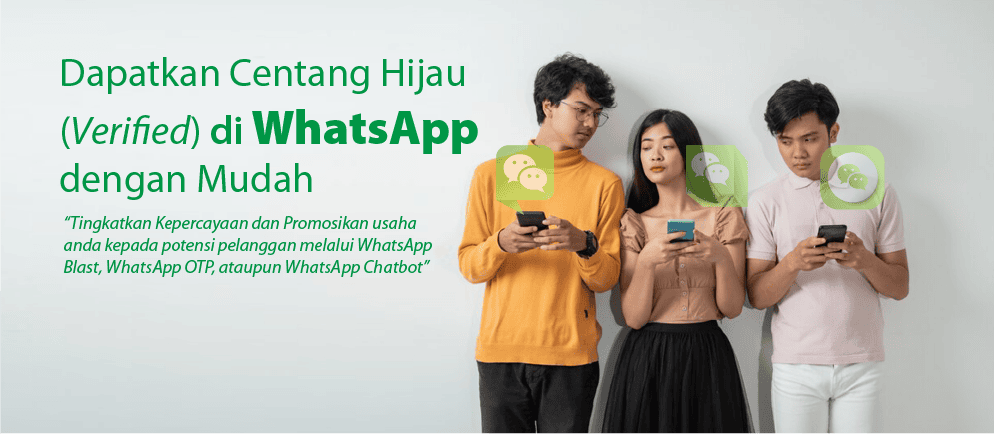 Dapatkan Centang Hijau
(Verified) di WhatsApp
dengan Mudah
“Tingkatkan Kepercayaan dan Promosikan usaha
anda kepada potensi pelanggan melalui WhatsApp
Blast, WhatsApp OTP, ataupun WhatsApp Chatbot”